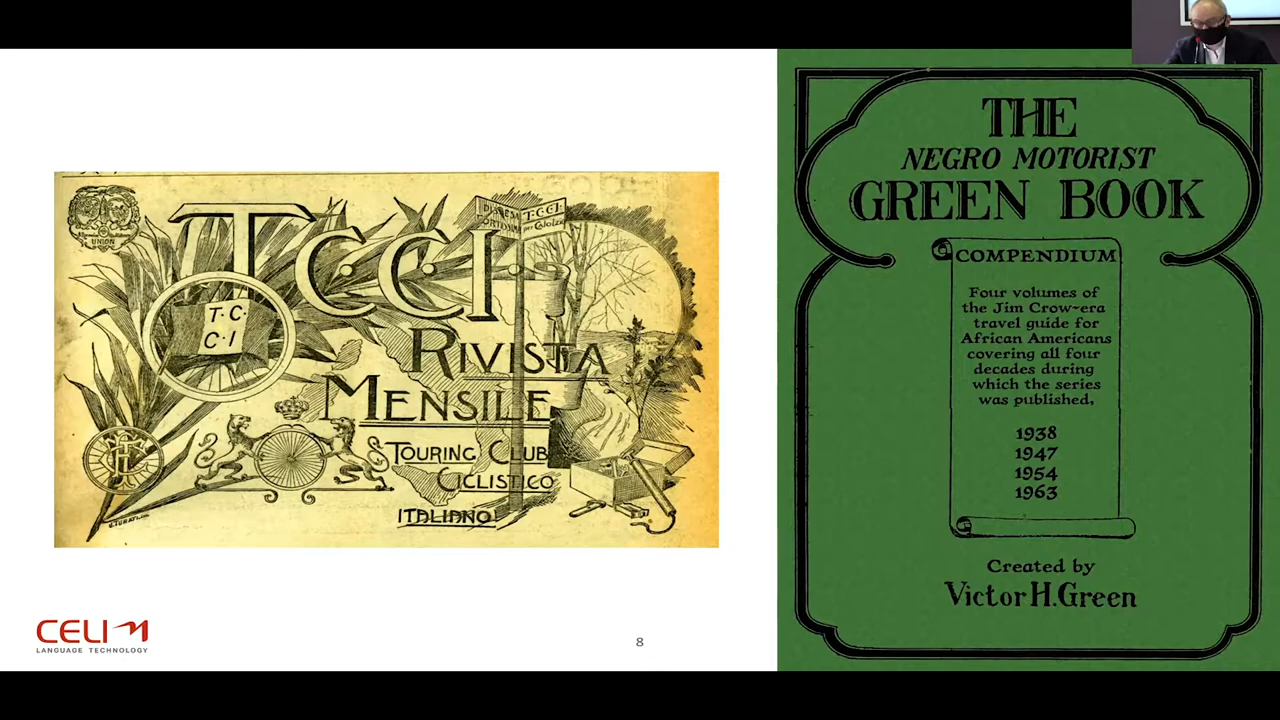 UNION
T.C.C.I
T.C.C.I.
T.C.
C.I
RIVISTA
MENSILE
TOURING CLUB
CICLISTICO
ITALIANO
THE
NEGRO MOTORIST
GREEN BOOK
COMPENDIUM
Four volumes of
the Jim Crow-era
travel guide for
African Americans
covering all four
decades during
which the series
was published,
1938
1947
1954
1963
Created by
Victor H. Green
CELI
LANGUAGE TECHNOLOGY
8